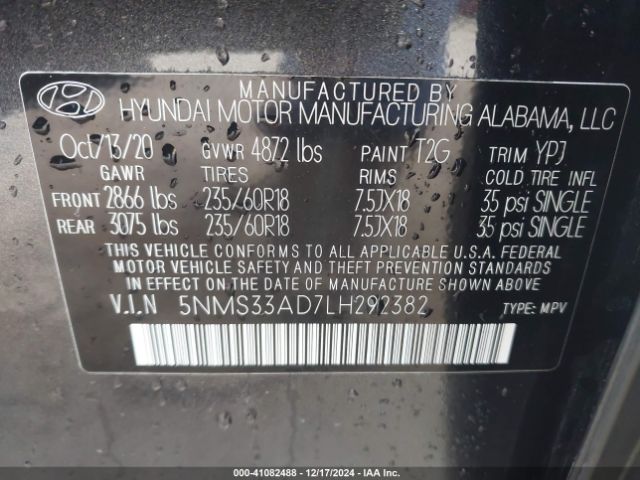 MANUFACTURED BY
HYUNDAI MOTOR MANUFACTURING ALABAMA, LLC
Oct/13/20 GVWR 4872 lbs PAINT T2G TRIM YPJ
GAWR TIRES RIMS COLD TIRE INFL
FRONT 2866 lbs 235/60R18 7.5JX18 35 psi SINGLE
REAR 3075 lbs 235/60R18 7.5JX18 35 psi SINGLE
THIS VEHICLE CONFORMS TO ALL APPLICABLE U.S.A. FEDERAL
MOTOR VEHICLE SAFETY AND THEFT PREVENTION STANDARDS
IN EFFECT ON THE DATE OF MANUFACTURE SHOWN ABOVE
V.I.N 5NMS33AD7LH292382 TYPE: MPV
000-41082488 - 12/17/2024 - IAA Inc.